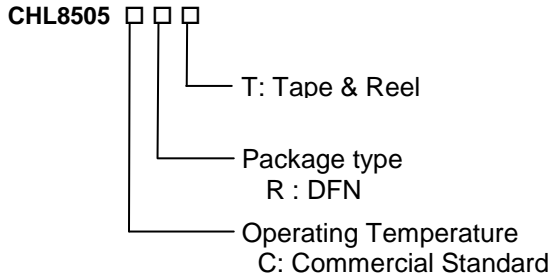 CHL8505 □ □ □
T: Tape & Reel
Package type
R : DFN
Operating Temperature
C: Commercial Standard